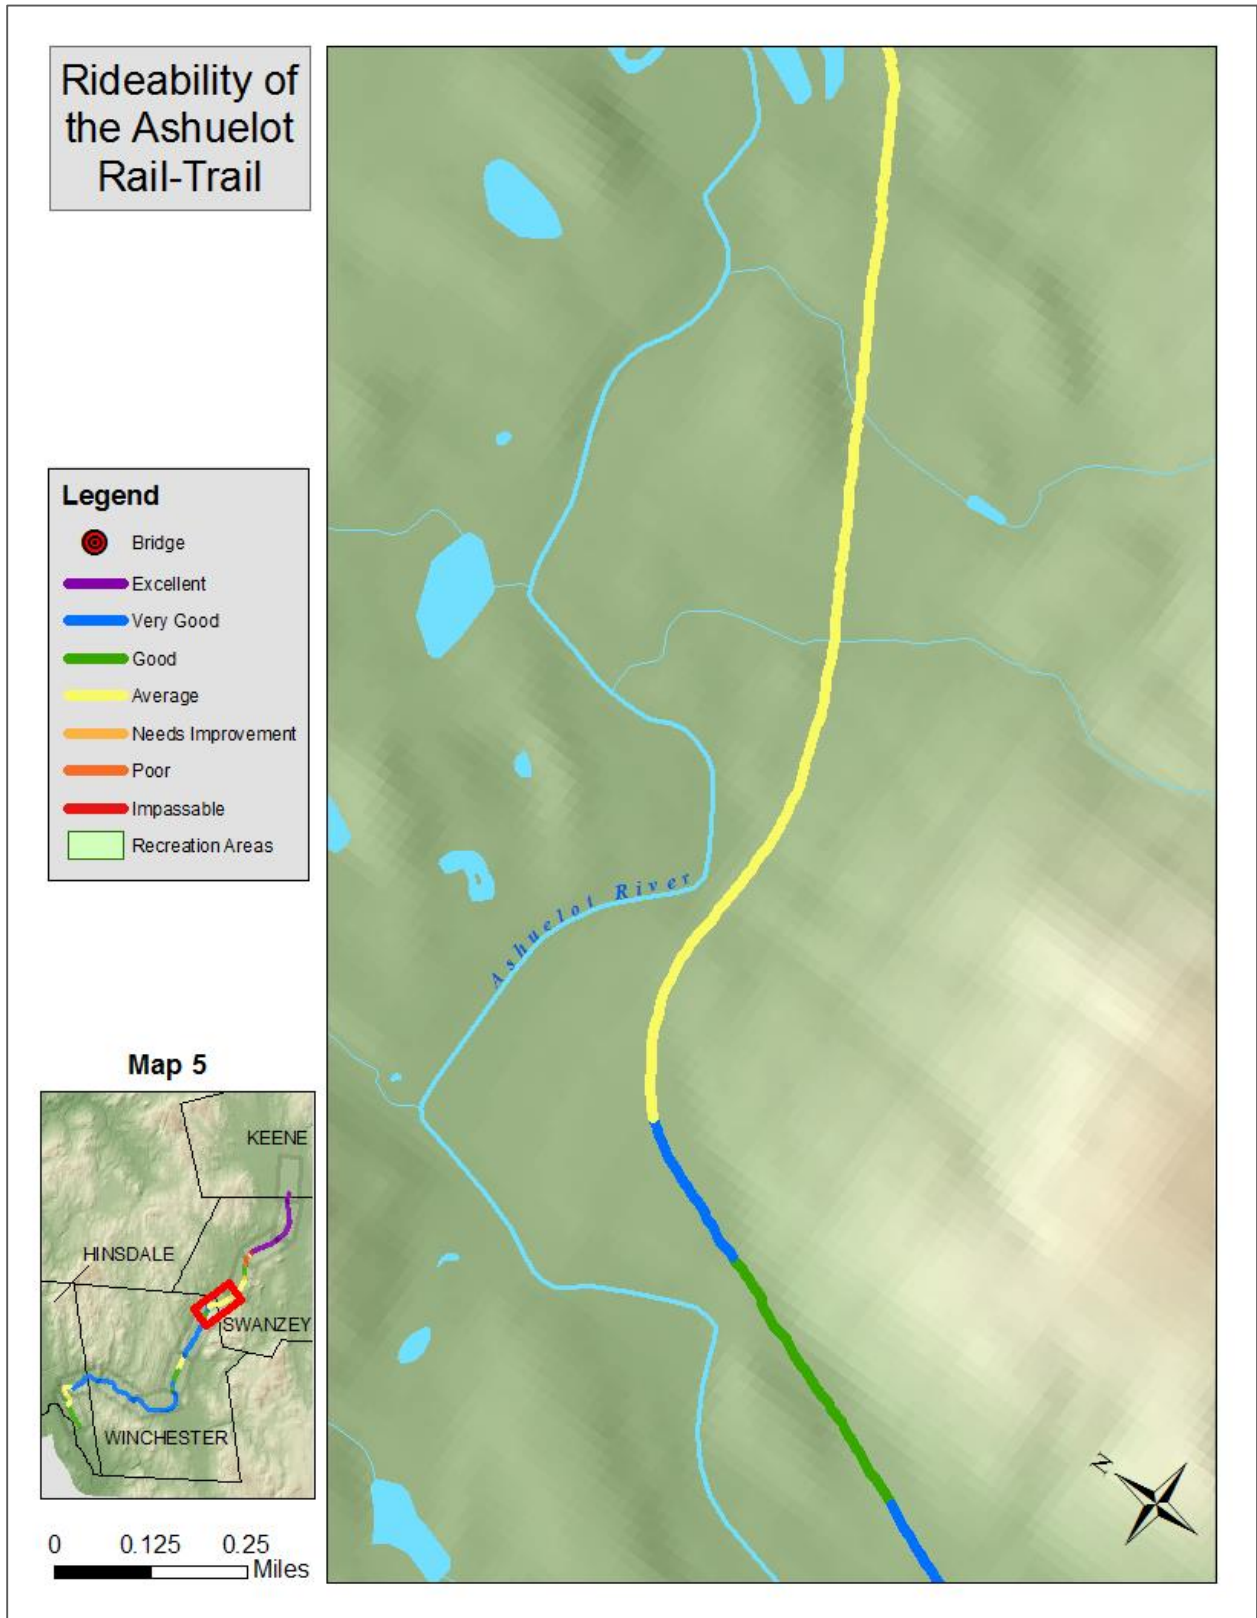 Rideability of
the Ashuelot
Rail-Trail
Legend
Bridge
Excellent
Very Good
Good
Average
Needs Improvement
Poor
Impassable
Recreation Areas
Ashuelot River
Map 5
KEENE
HINSDALE
SWANZEY
WINCHESTER
0 0.125 0.25
Miles
N